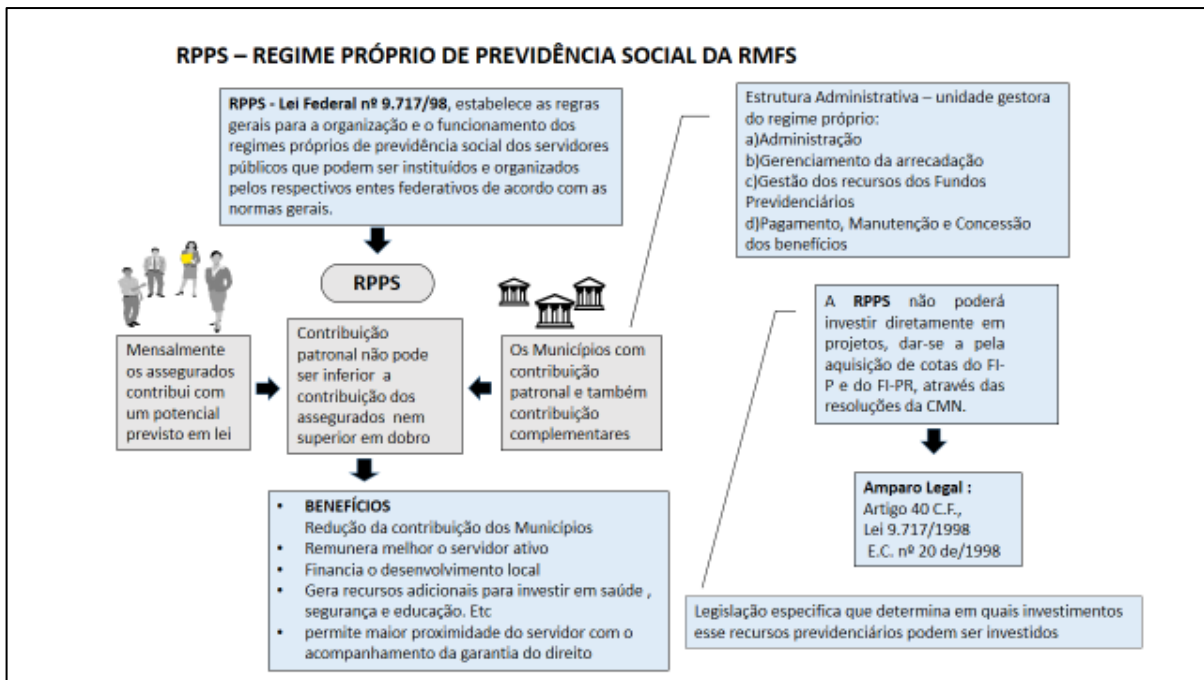 RPPS – REGIME PRÓPRIO DE PREVIDÊNCIA SOCIAL DA RMFS
RPPS - Lei Federal nº 9.717/98, estabelece as regras
gerais para a organização e o funcionamento dos
regimes próprios de previdência social dos servidores
públicos que podem ser instituídos e organizados
pelos respectivos entes federativos de acordo com as
normas gerais.
Estrutura Administrativa – unidade gestora
do regime próprio:
a)Administração
b)Gerenciamento da arrecadação
c)Gestão dos recursos dos Fundos
Previdenciários
d)Pagamento, Manutenção e Concessão
dos benefícios
RPPS
Mensalmente
os assegurados
contribui com
um potencial
previsto em lei
Contribuição
patronal não pode
ser inferior a
contribuição dos
assegurados nem
superior em dobro
Os Municípios com
contribuição
patronal e também
contribuição
complementares
A RPPS não poderá
investir diretamente em
projetos, dar-se a pela
aquisição de cotas do FI-
P e do FI-PR, através das
resoluções da CMN.
Amparo Legal :
Artigo 40 C.F.,
Lei 9.717/1998
E.C. nº 20 de/1998
• BENEFÍCIOS
Redução da contribuição dos Municípios
• Remunera melhor o servidor ativo
• Financia o desenvolvimento local
• Gera recursos adicionais para investir em saúde ,
segurança e educação. Etc
• permite maior proximidade do servidor com o
acompanhamento da garantia do direito
Legislação especifica que determina em quais investimentos
esse recursos previdenciários podem ser investidos